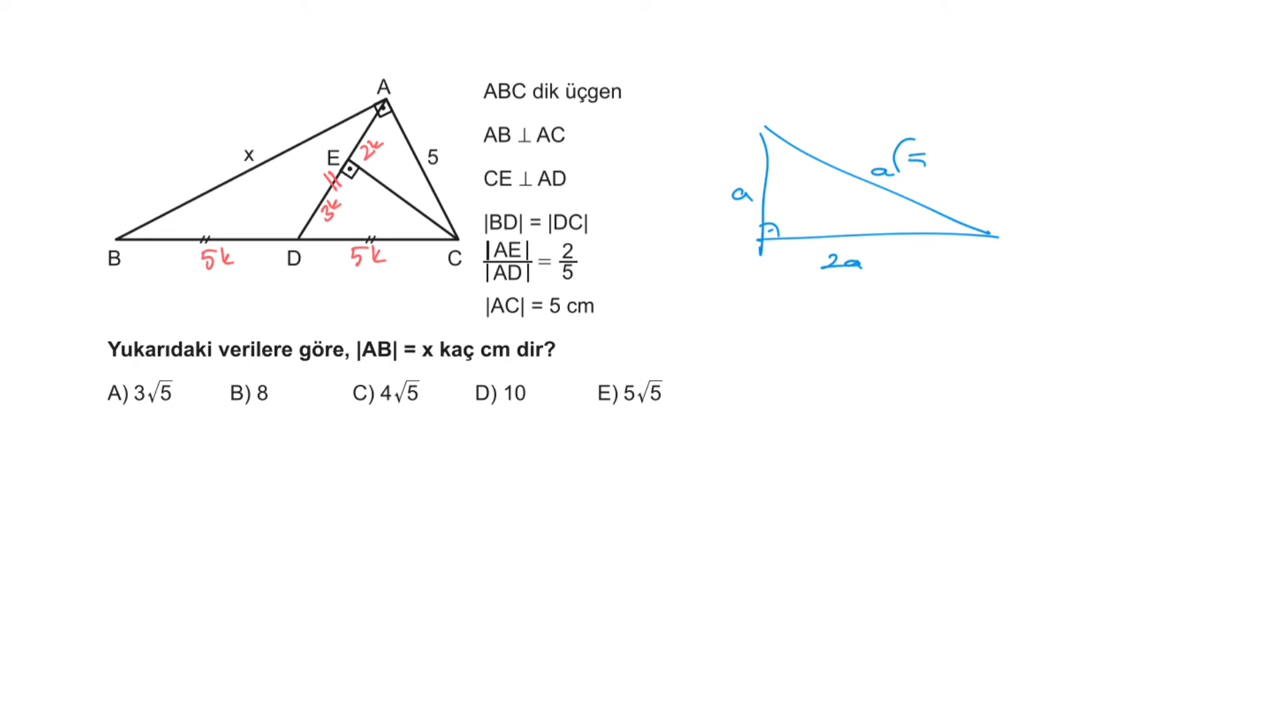 A
ABC dik üçgen
AB ⊥ AC
x
E
2k
5
CE ⊥ AD
3k
|BD| = |DC|
B
5k
D
5k
C
|AE| / |AD| = 2/5
|AC| = 5 cm
a
a√
2a
Yukarıdaki verilere göre, |AB| = x kaç cm dir?
A) 3√5 B) 8 C) 4√5 D) 10 E) 5√5